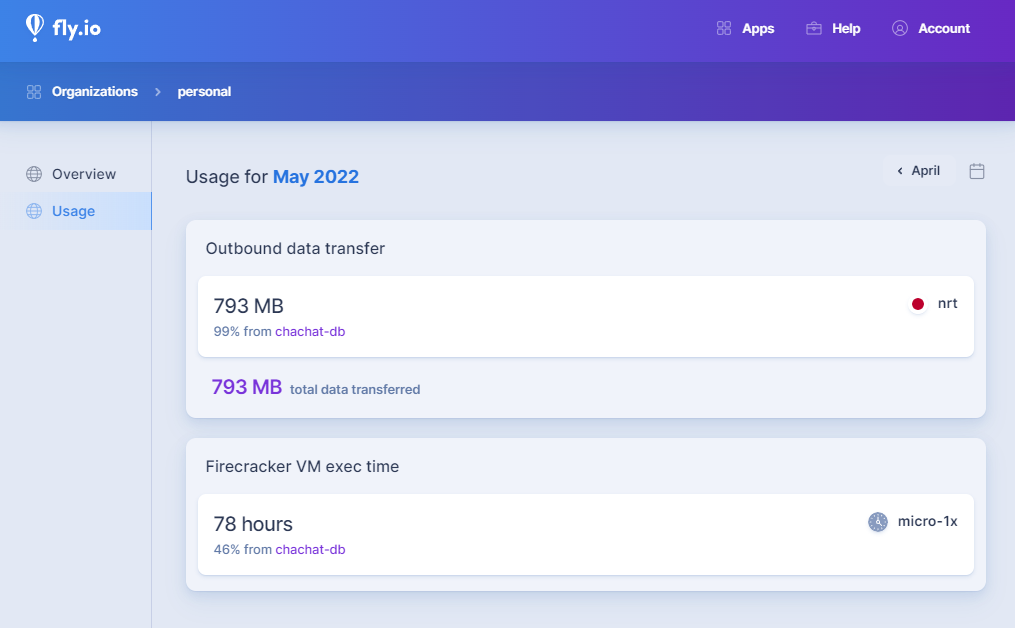 fly.io
Apps Help Account
Organizations > personal
Overview
Usage
Usage for May 2022
‹ April
Outbound data transfer
793 MB
nrt
99% from chachat-db
793 MB total data transferred
Firecracker VM exec time
78 hours
micro-1x
46% from chachat-db